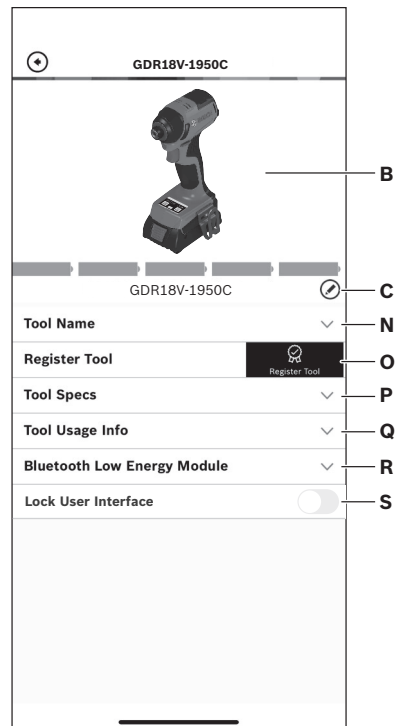 GDR18V-1950C
B
GDR18V-1950C
C
Tool Name
N
Register Tool
Register Tool
O
Tool Specs
P
Tool Usage Info
Q
Bluetooth Low Energy Module
R
Lock User Interface
S